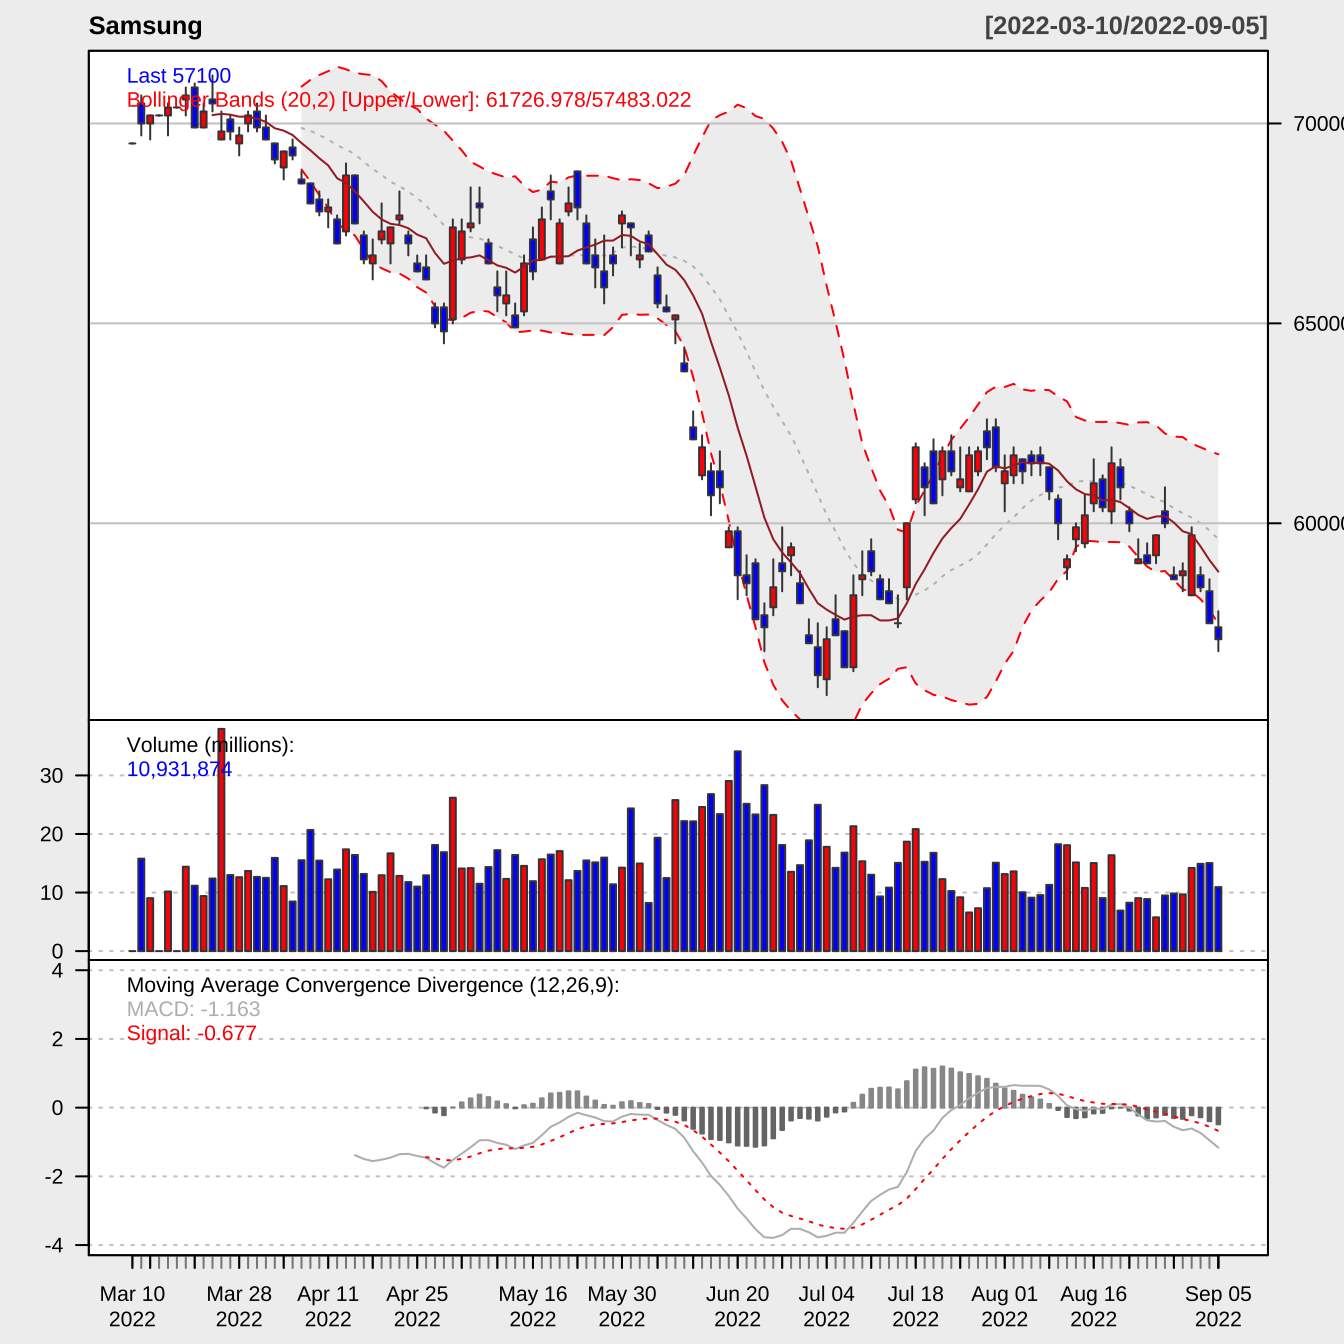 Samsung
[2022-03-10/2022-09-05]
Last 57100
Bollinger Bands (20,2) [Upper/Lower]: 61726.978/57483.022
70000
65000
60000
Volume (millions):
10,931,874
30
20
10
0
Moving Average Convergence Divergence (12,26,9):
MACD: -1.163
Signal: -0.677
4
2
0
-2
-4
Mar 10 2022
Mar 28 2022
Apr 11 2022
Apr 25 2022
May 16 2022
May 30 2022
Jun 20 2022
Jul 04 2022
Jul 18 2022
Aug 01 2022
Aug 16 2022
Sep 05 2022